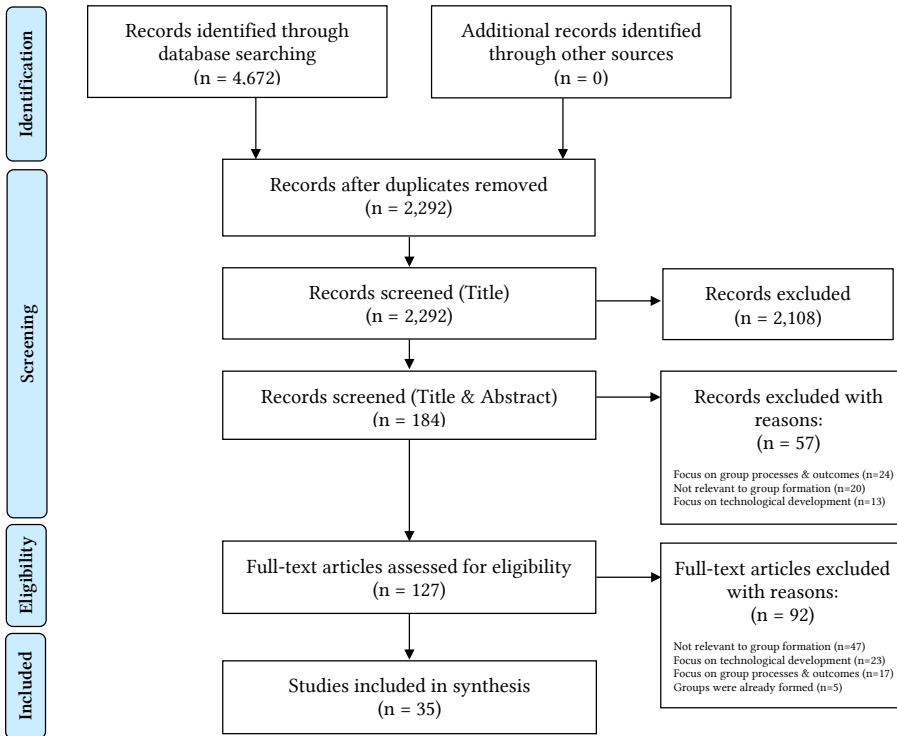 Identification
Records identified through
database searching
(n = 4,672)
Additional records identified
through other sources
(n = 0)
Screening
Records after duplicates removed
(n = 2,292)
Records screened (Title)
(n = 2,292)
Records excluded
(n = 2,108)
Records screened (Title & Abstract)
(n = 184)
Records excluded with
reasons:
(n = 57)
Focus on group processes & outcomes (n=24)
Not relevant to group formation (n=20)
Focus on technological development (n=13)
Eligibility
Full-text articles assessed for eligibility
(n = 127)
Full-text articles excluded
with reasons:
(n = 92)
Not relevant to group formation (n=47)
Focus on technological development (n=23)
Focus on group processes & outcomes (n=17)
Groups were already formed (n=5)
Included
Studies included in synthesis
(n = 35)